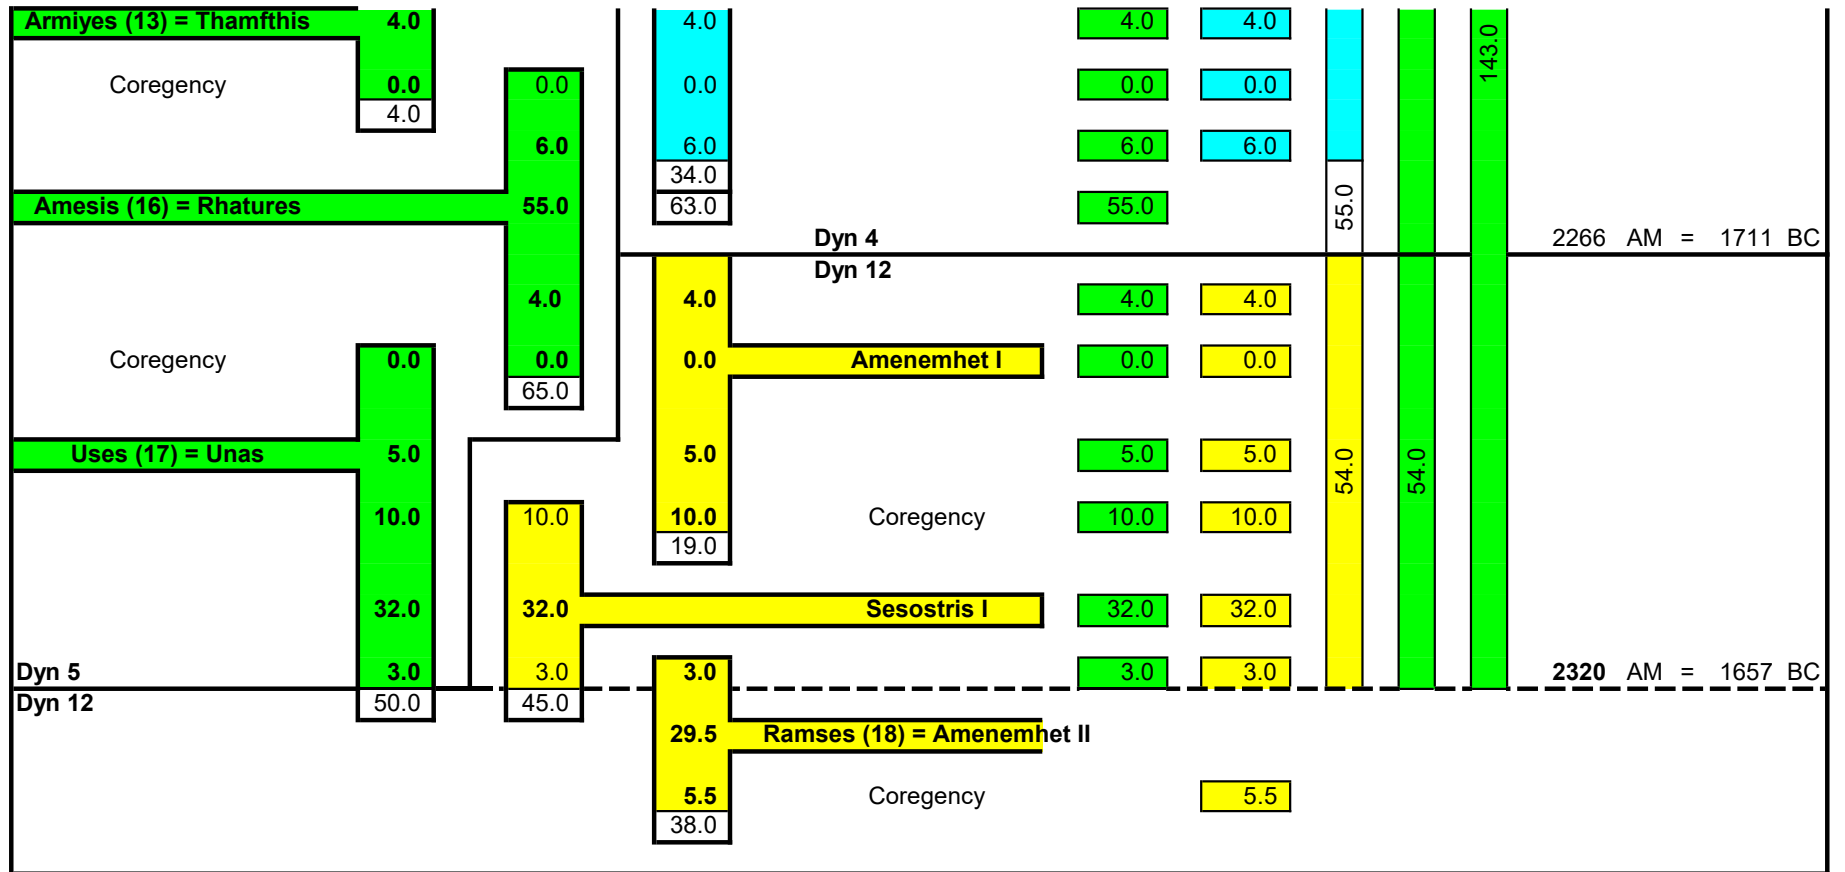 Armiyes (13) = Thamfthis 4.0 4.0 4.0 4.0 143.0
Coregency 0.0 0.0 0.0 0.0 0.0
4.0
6.0 6.0 6.0 6.0
34.0
Amesis (16) = Rhatures 55.0 63.0 55.0 55.0
Dyn 4 2266 AM = 1711 BC
Dyn 12
4.0 4.0 4.0 4.0
Coregency 0.0 0.0 0.0 Amenemhet I 0.0 0.0
65.0
Uses (17) = Unas 5.0 5.0 5.0 5.0 54.0 54.0
10.0 10.0 10.0 Coregency 10.0 10.0
19.0
32.0 32.0 Sesostris I 32.0 32.0
Dyn 5 3.0 3.0 3.0 3.0 3.0 2320 AM = 1657 BC
Dyn 12 50.0 45.0
29.5 Ramses (18) = Amenemhet II
5.5 Coregency 5.5
38.0